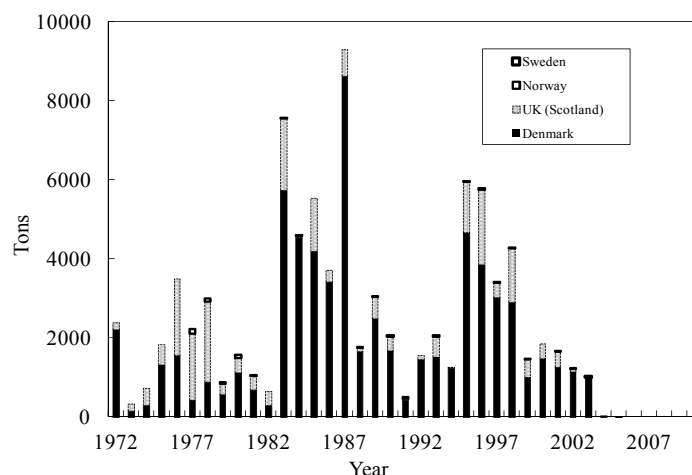 10000
8000
6000
4000
2000
0
Tons
Sweden
Norway
UK (Scotland)
Denmark
1972 1977 1982 1987 1992 1997 2002 2007
Year